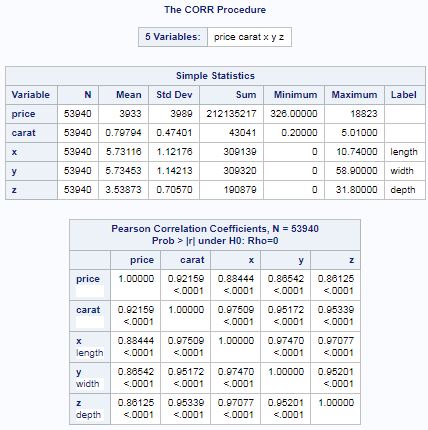 The CORR Procedure
5 Variables: price carat x y z
Simple Statistics
Variable N Mean Std Dev Sum Minimum Maximum Label
price 53940 3933 3989 212135217 326.00000 18823
carat 53940 0.79794 0.47401 43041 0.20000 5.01000
x 53940 5.73116 1.12176 309139 0 10.74000 length
y 53940 5.73453 1.14213 309320 0 58.90000 width
z 53940 3.53873 0.70570 190879 0 31.80000 depth
Pearson Correlation Coefficients, N = 53940
Prob > |r| under H0: Rho=0
price carat x y z
price 1.00000 0.92159 0.88444 0.86542 0.86125
<.0001 <.0001 <.0001 <.0001
carat 0.92159 1.00000 0.97509 0.95172 0.95339
<.0001 <.0001 <.0001 <.0001
x 0.88444 0.97509 1.00000 0.97470 0.97077
length <.0001 <.0001 <.0001 <.0001
y 0.86542 0.95172 0.97470 1.00000 0.95201
width <.0001 <.0001 <.0001 <.0001
z 0.86125 0.95339 0.97077 0.95201 1.00000
depth <.0001 <.0001 <.0001 <.0001